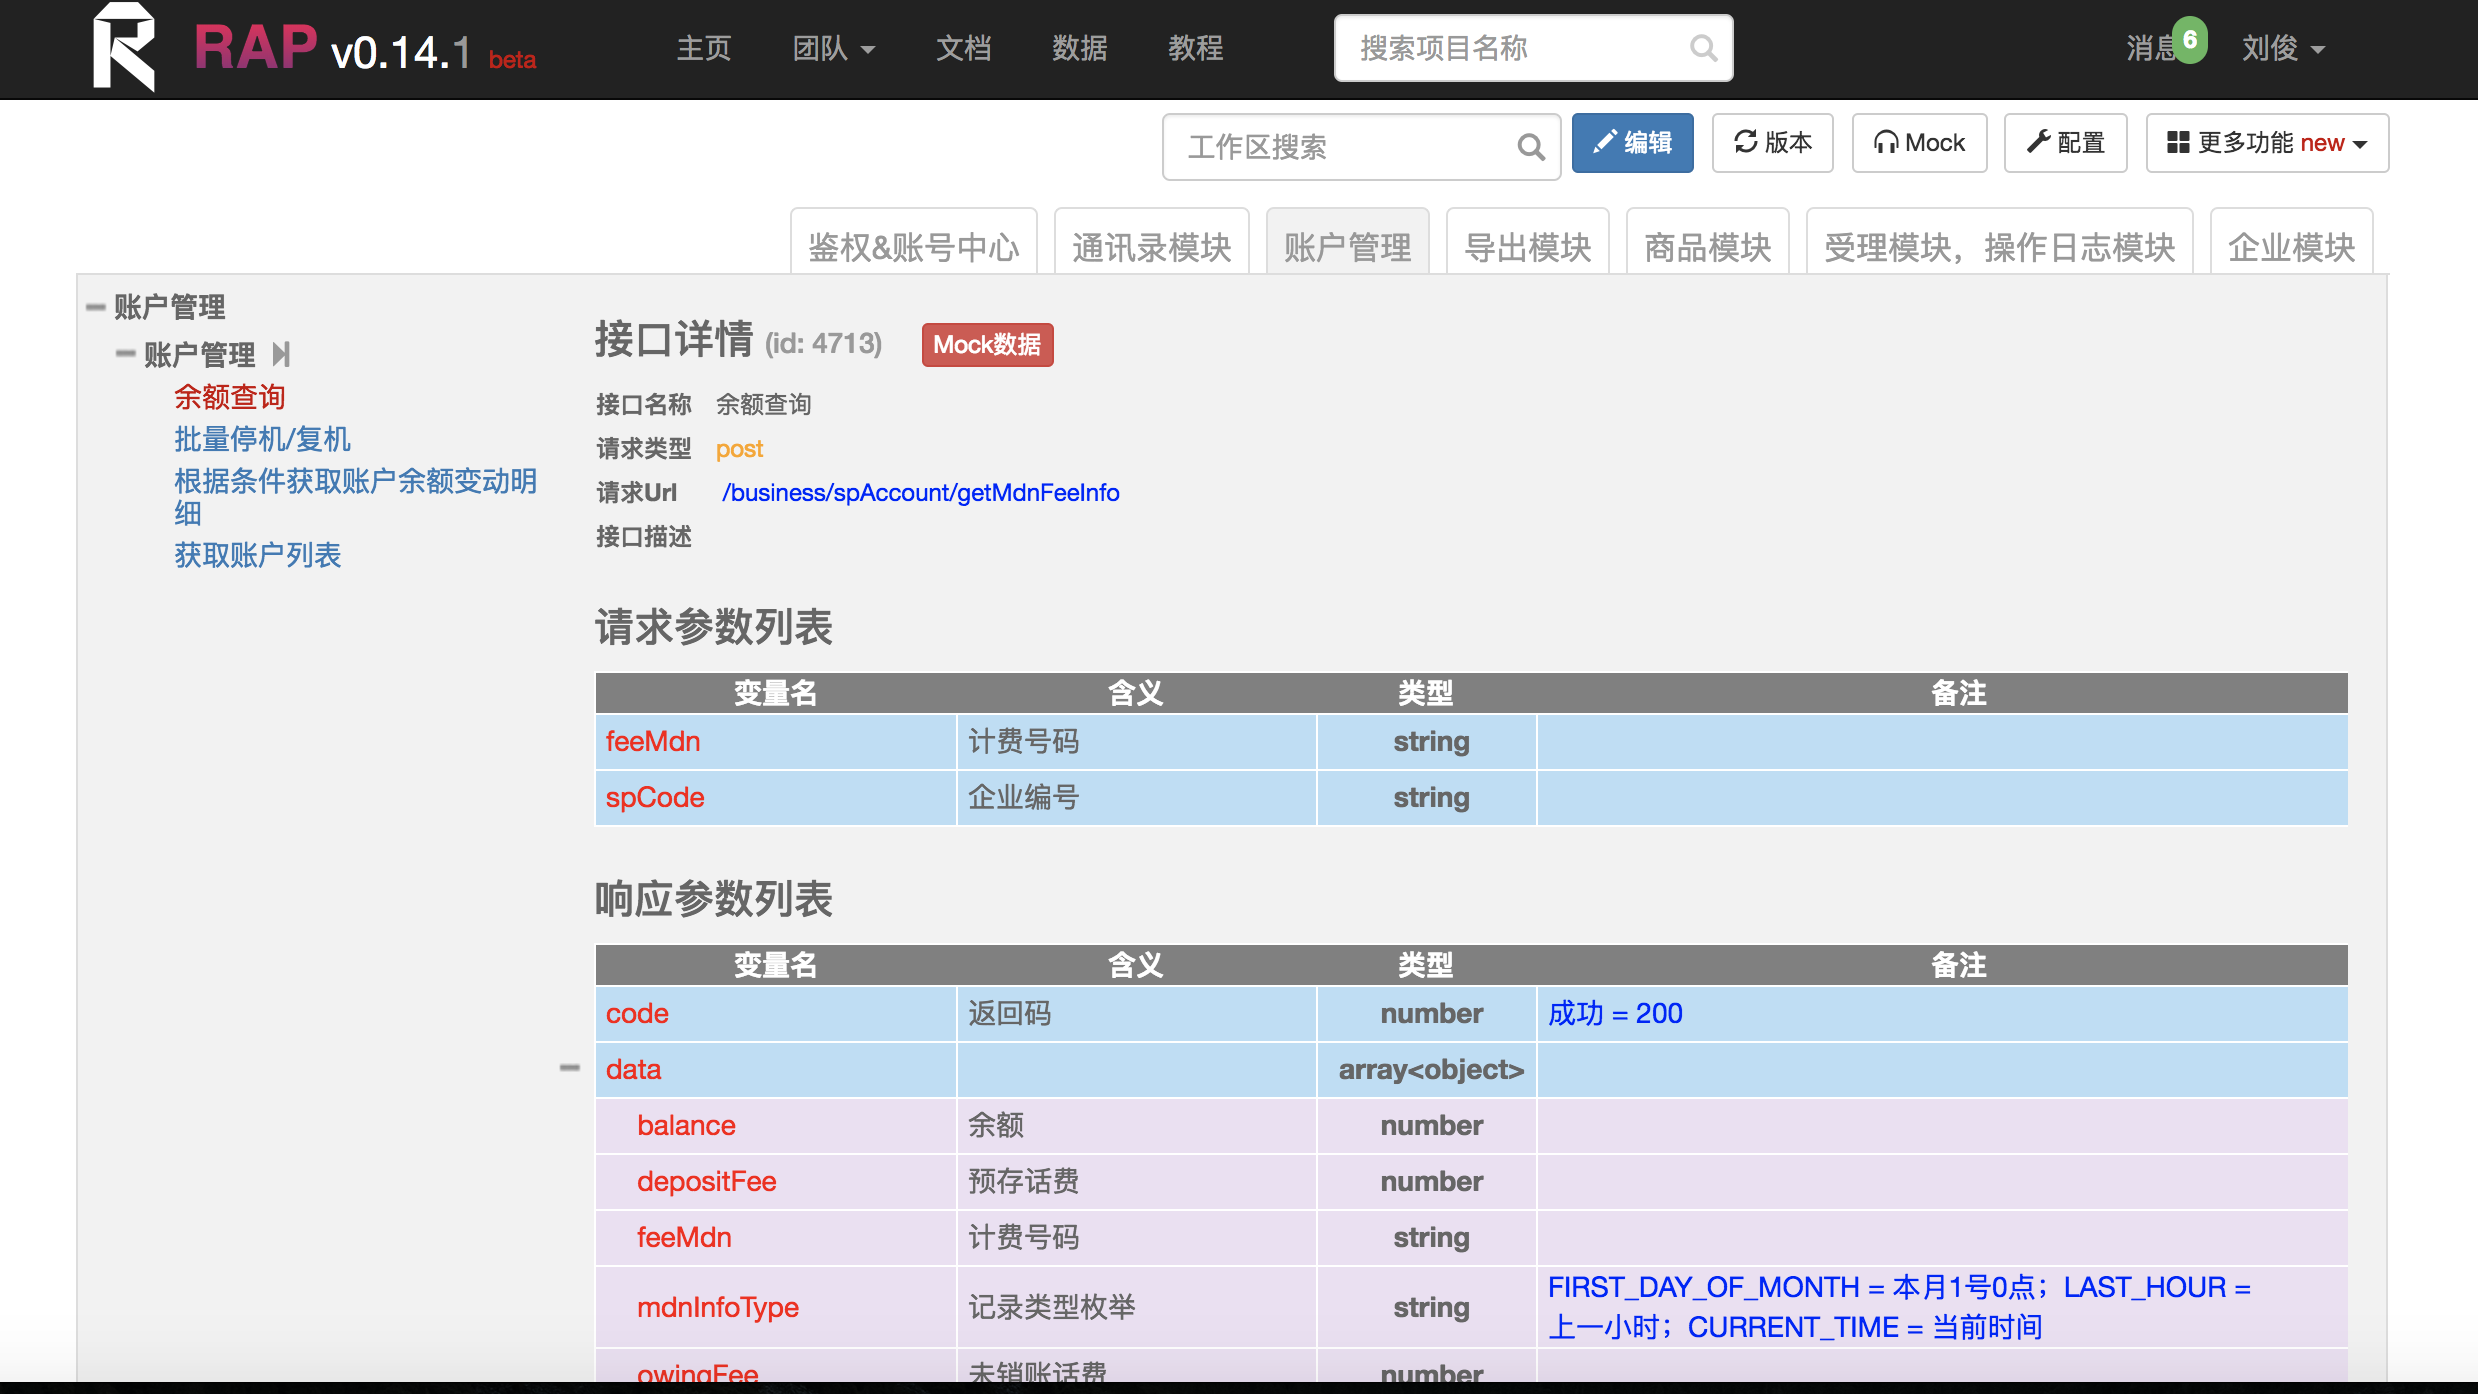 RAP v0.14.1 beta
主页
团队
文档
数据
教程
搜索项目名称
消息
6
刘俊
工作区搜索
编辑
版本
Mock
配置
更多功能 new
鉴权&账号中心
通讯录模块
账户管理
导出模块
商品模块
受理模块，操作日志模块
企业模块
账户管理
账户管理
余额查询
批量停机/复机
根据条件获取账户余额变动明
细
获取账户列表
接口详情 (id: 4713)
Mock数据
接口名称 余额查询
请求类型 post
请求Url /business/spAccount/getMdnFeeInfo
接口描述
请求参数列表
变量名 含义 类型 备注
feeMdn 计费号码 string
spCode 企业编号 string
响应参数列表
变量名 含义 类型 备注
code 返回码 number 成功 = 200
data array<object>
balance 余额 number
depositFee 预存话费 number
feeMdn 计费号码 string
mdnInfoType 记录类型枚举 string FIRST_DAY_OF_MONTH = 本月1号0点；LAST_HOUR =
上一小时；CURRENT_TIME = 当前时间
owingFee 未销账话费 number